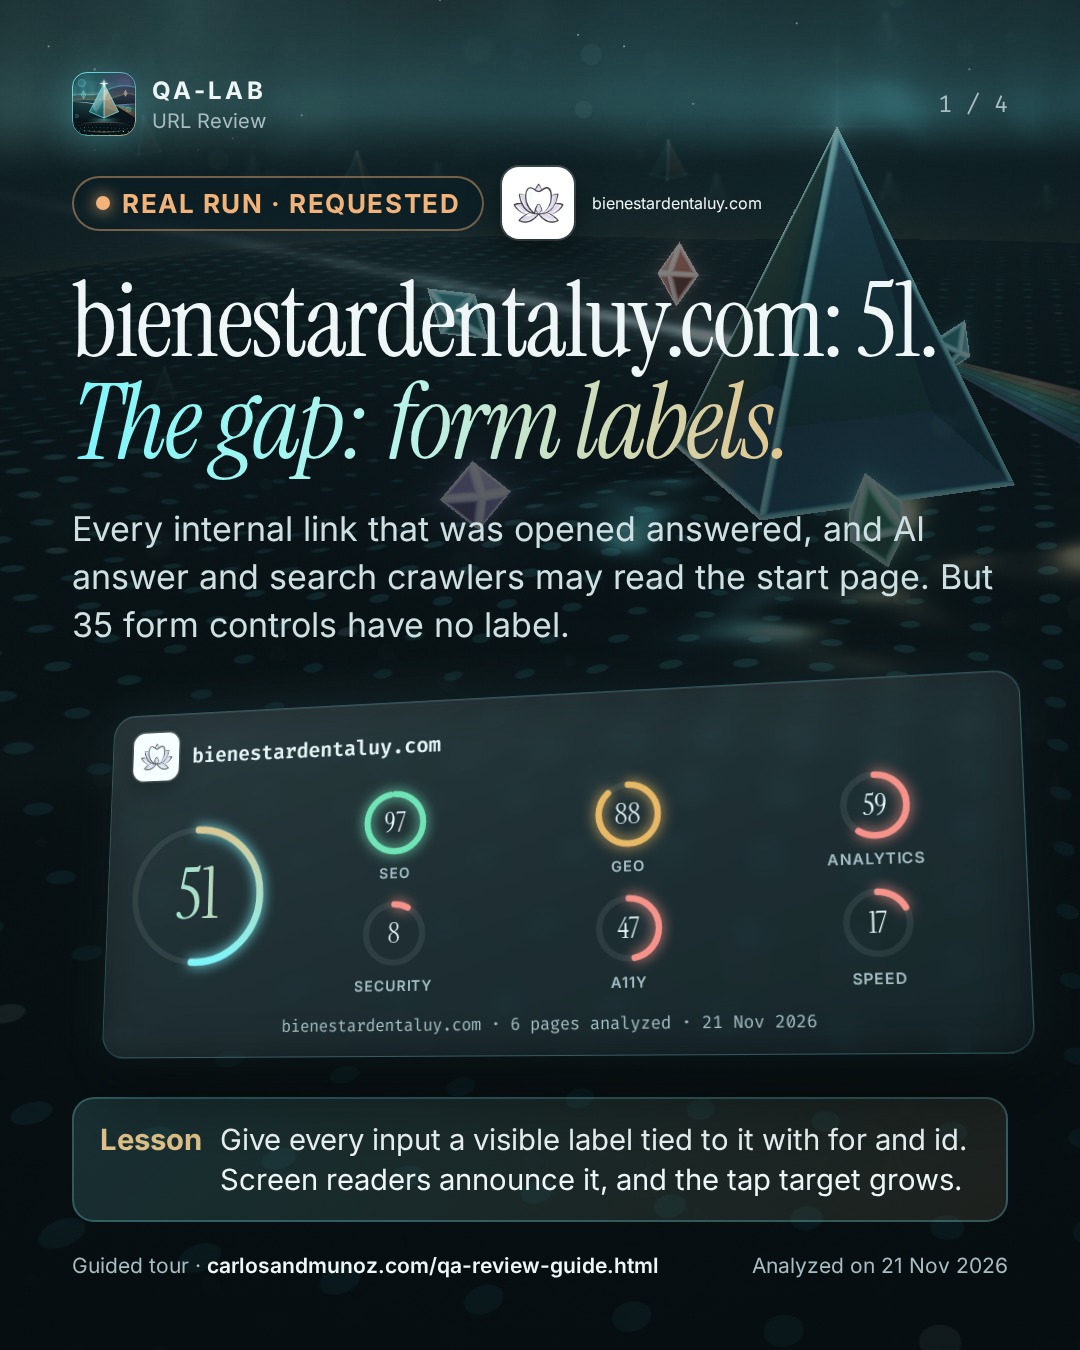 QA-LAB
URL Review
1 / 4
REAL RUN · REQUESTED
bienestardentaluy.com
bienestardentaluy.com: 51.
The gap: form labels.
Every internal link that was opened answered, and AI
answer and search crawlers may read the start page. But
35 form controls have no label.
bienestardentaluy.com
51
97
SEO
88
GEO
59
ANALYTICS
8
SECURITY
47
A11Y
17
SPEED
bienestardentaluy.com · 6 pages analyzed · 21 Nov 2026
Lesson Give every input a visible label tied to it with for and id.
Screen readers announce it, and the tap target grows.
Guided tour · carlosandmunoz.com/qa-review-guide.html
Analyzed on 21 Nov 2026